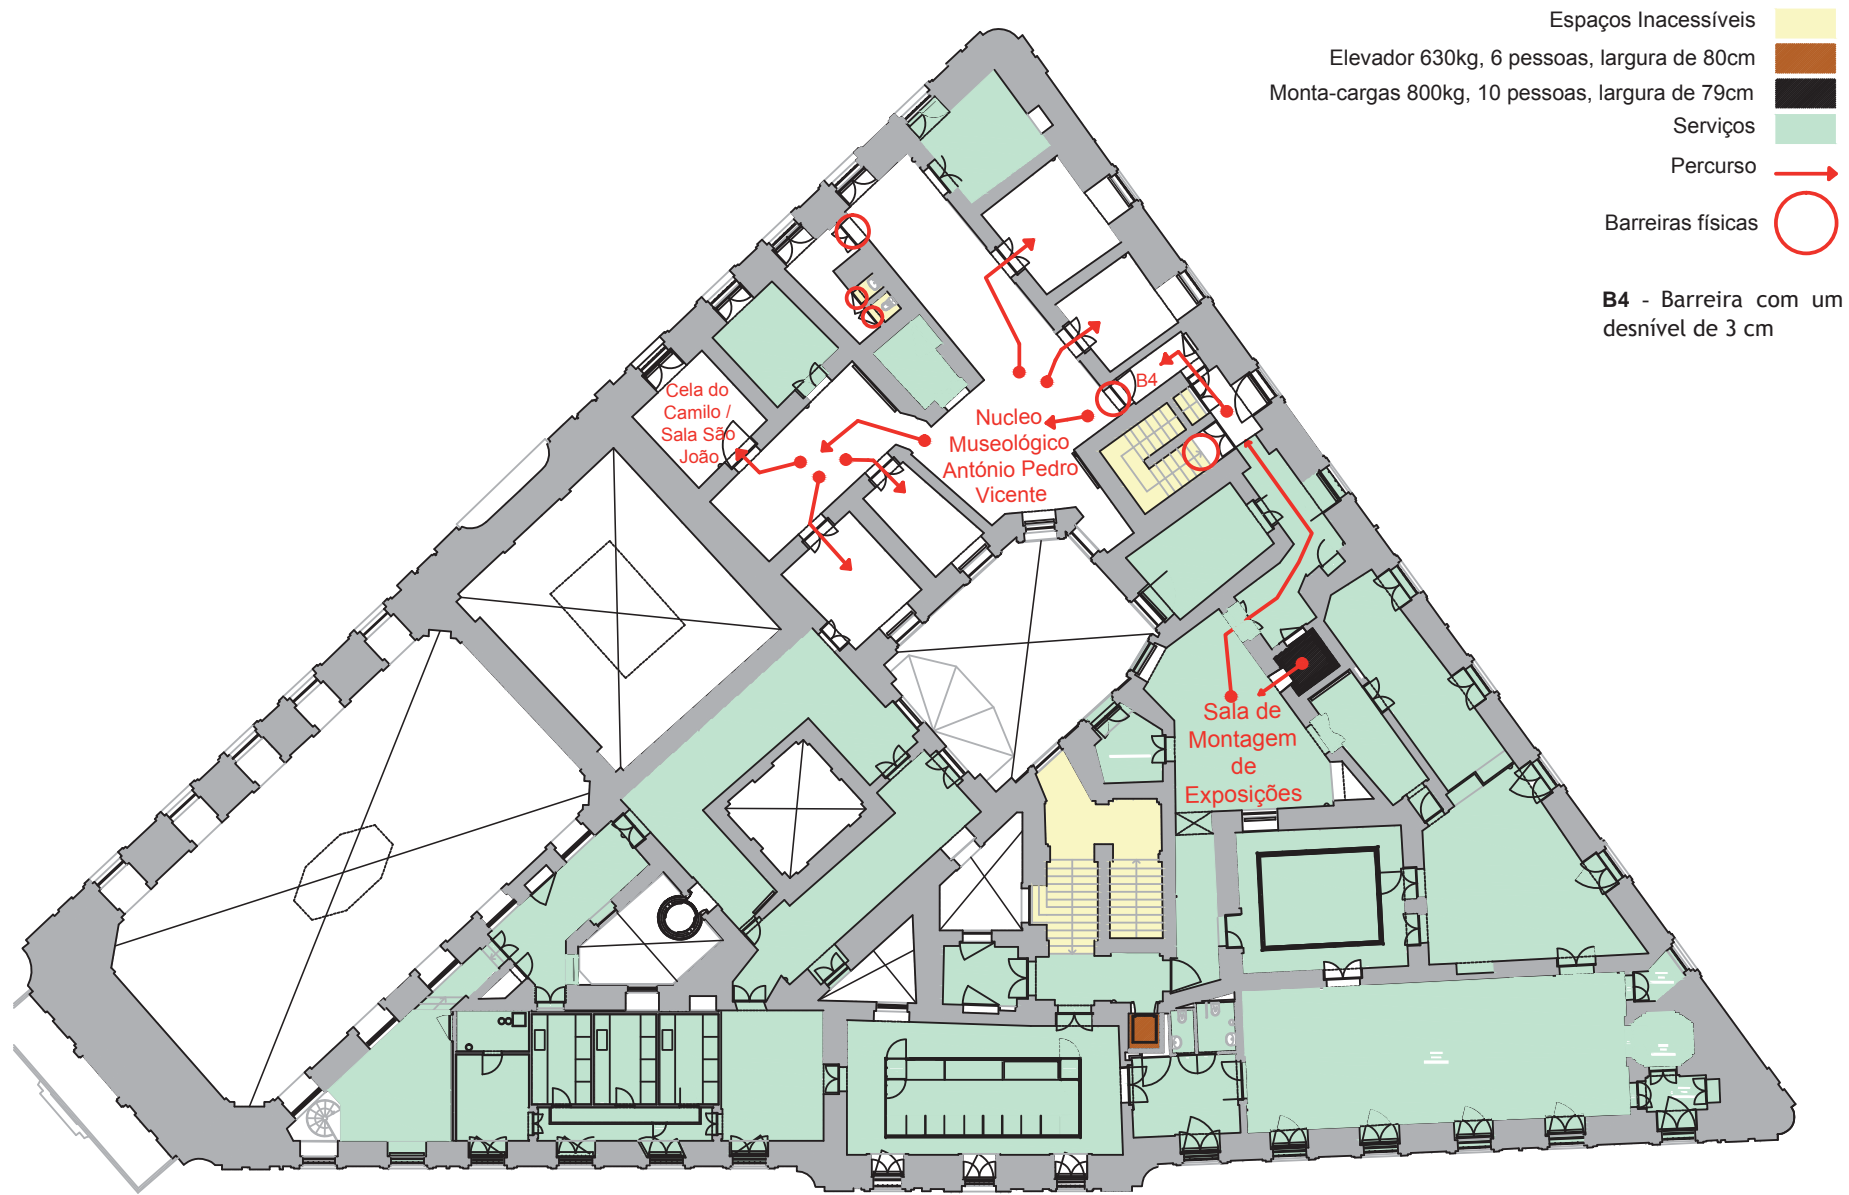 Espaços Inacessíveis
Elevador 630kg, 6 pessoas, largura de 80cm
Monta-cargas 800kg, 10 pessoas, largura de 79cm
Serviços
Percurso
Barreiras físicas
B4 - Barreira com um
desnível de 3 cm
Cela do
Camilo /
Sala São
João
B4
Nucleo
Museológico
António Pedro
Vicente
Sala de
Montagem
de
Exposições